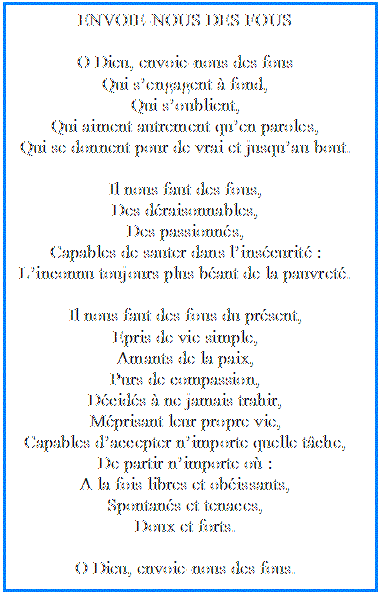 ENVOIE-NOUS DES FOUS
O Dieu, envoie-nous des fous
Qui s'engagent à fond,
Qui s'oublient,
Qui aiment autrement qu'en paroles,
Qui se donnent pour de vrai et jusqu'au bout.
Il nous faut des fous,
Des déraisonnables,
Des passionnés,
Capables de sauter dans l'insécurité :
L'inconnu toujours plus béant de la pauvreté.
Il nous faut des fous du présent,
Epris de vie simple,
Amants de la paix,
Purs de compassion,
Décidés à ne jamais trahir,
Méprisant leur propre vie,
Capables d'accepter n'importe quelle tâche,
De partir n'importe où :
A la fois libres et obéissants,
Spontanés et tenaces,
Doux et forts.
O Dieu, envoie-nous des fous.